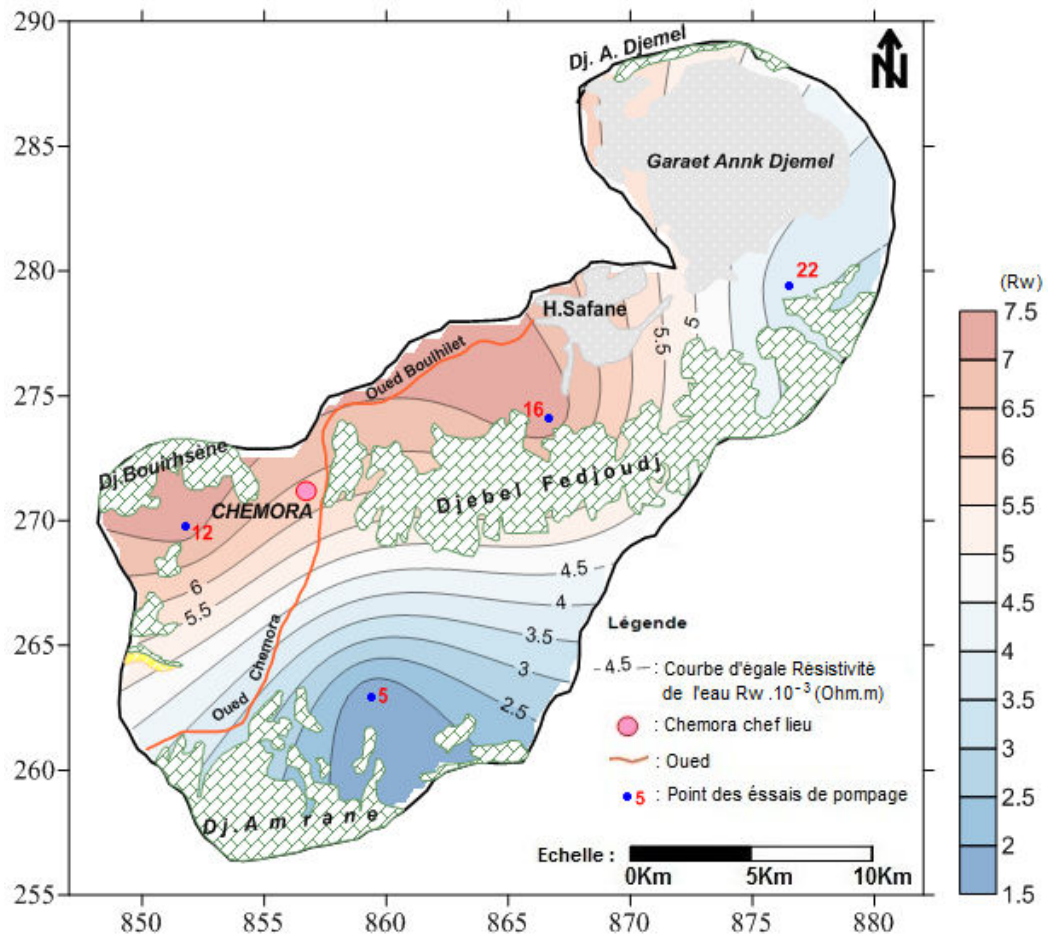 290
285
280
275
270
265
260
255
850
855
860
865
870
875
880
Dj. A. Djemel
N
Garaet Annk Djemel
22
H.Safane
5.5
5
Oued Boulhilet
16
Dj.Bouirhsène
Djebel Fedjoudj
CHEMORA
12
6
5.5
4.5
4
3.5
3
2.5
Oued Chemora
5
Dj.Amrane
Légende
-4.5- : Courbe d'égale Résistivité
de l'eau Rw .10⁻³ (Ohm.m)
: Chemora chef lieu
: Oued
5 : Point des éssais de pompage
Echelle :
0Km 5Km 10Km
(Rw)
7.5
7
6.5
6
5.5
5
4.5
4
3.5
3
2.5
2
1.5